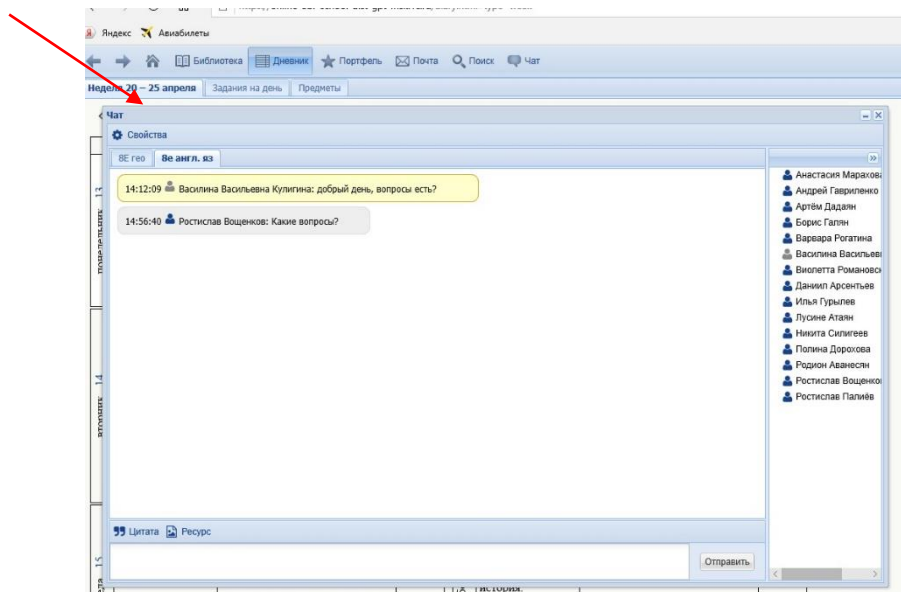 Яндекс Авиабилеты
Библиотека Дневник Портфель Почта Поиск Чат
Неделя 20 – 25 апреля Задания на день Предметы
Чат
Свойства
8Е гео 8е англ. яз
14:12:09 Василина Васильевна Кулигина: добрый день, вопросы есть?
14:56:40 Ростислав Вощенков: Какие вопросы?
Анастасия Марахова
Андрей Гавриленко
Артём Дадаян
Борис Галян
Варвара Рогатина
Василина Васильев
Виолетта Романовс
Даниил Арсентьев
Илья Гурылев
Лусине Атаян
Никита Силигеев
Полина Дорохова
Родион Аванесян
Ростислав Вощенко
Ростислав Палиёв
понедельник, 13
вторник, 14
15
Цитата Ресурс
Отправить
История.